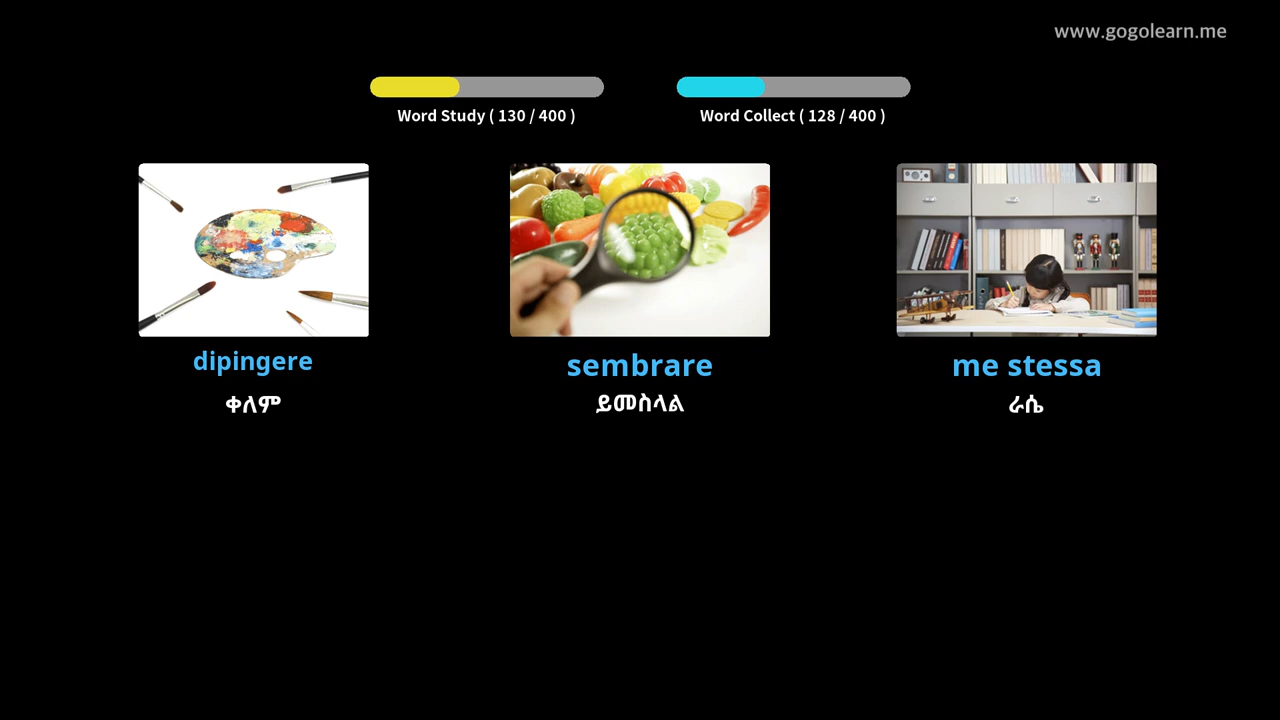 www.gogolearn.me
Word Study ( 130 / 400 )
Word Collect ( 128 / 400 )
dipingere
sembrare
me stessa
ቀለም
ይመስላል
ራሴ